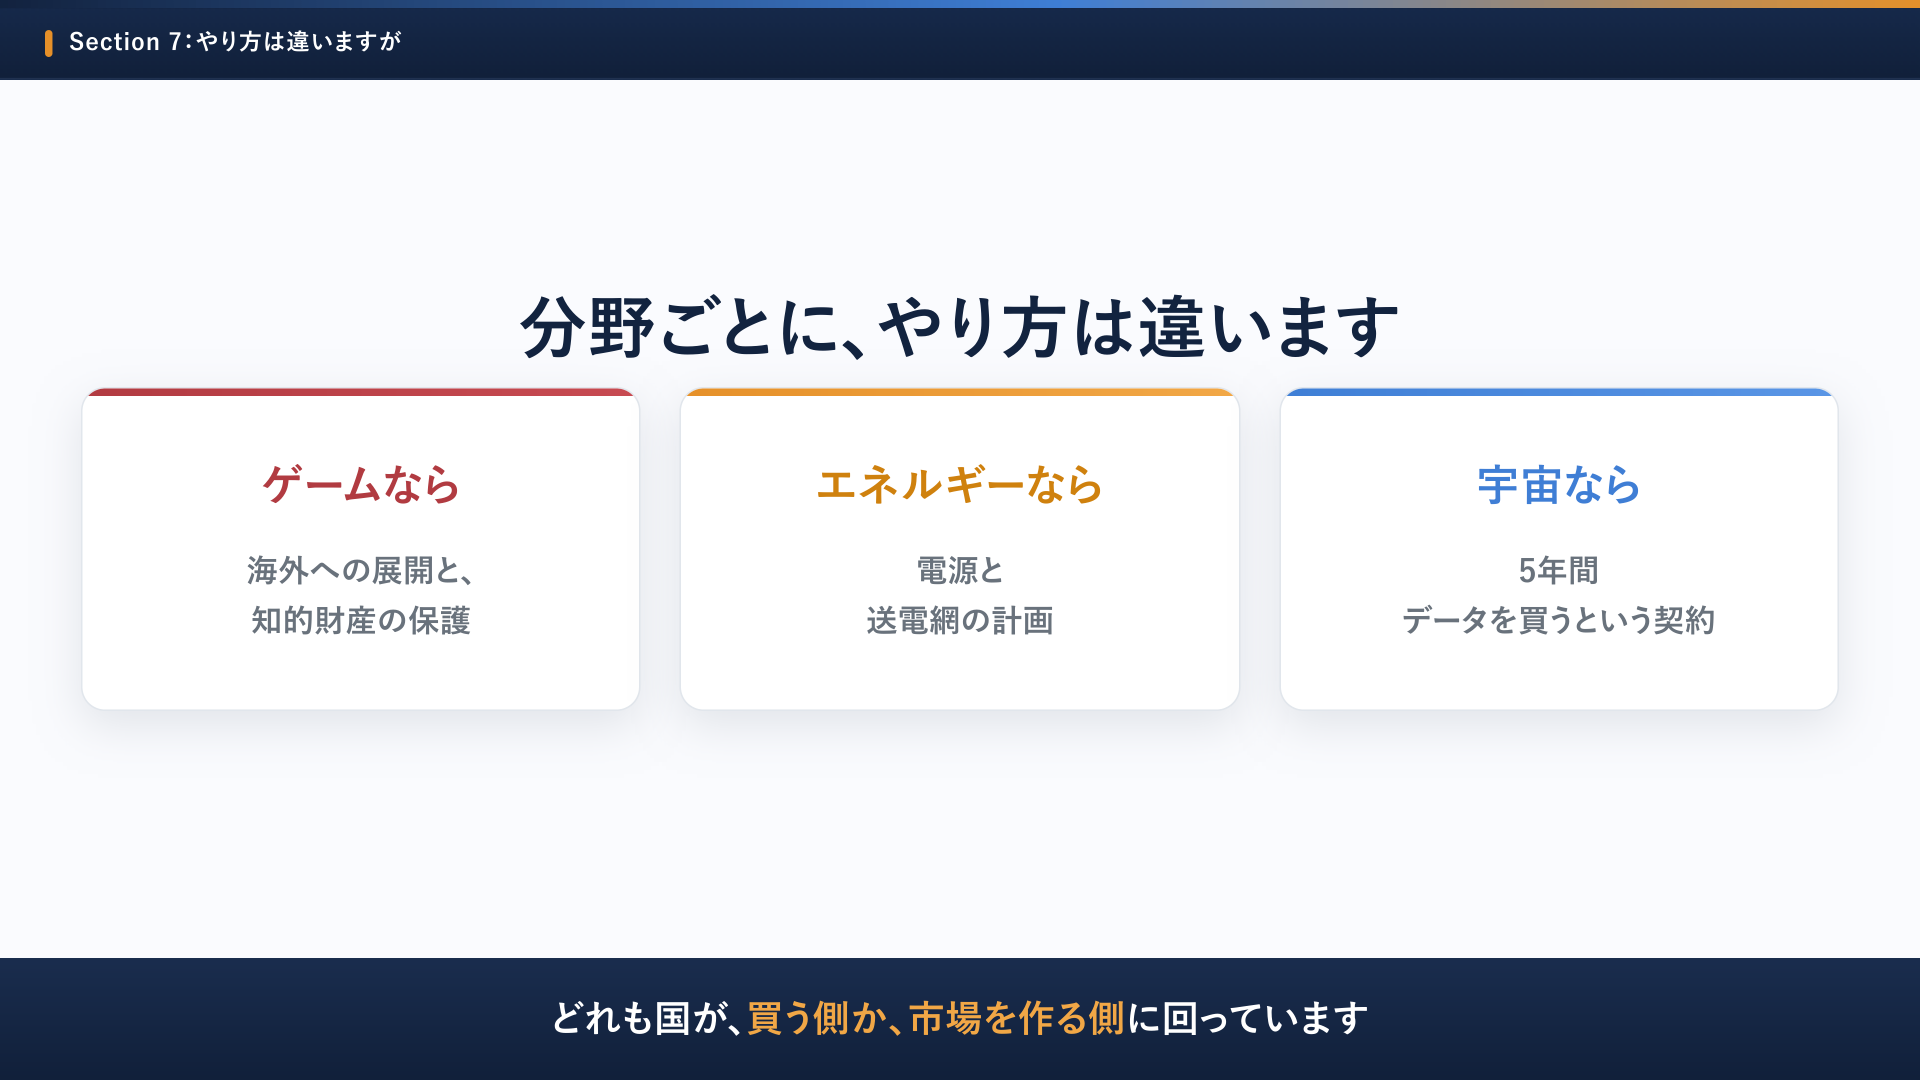 Section 7：やり方は違いますが
分野ごとに、やり方は違います
ゲームなら
海外への展開と、
知的財産の保護
エネルギーなら
電源と
送電網の計画
宇宙なら
5年間
データを買うという契約
どれも国が、買う側か、市場を作る側に回っています